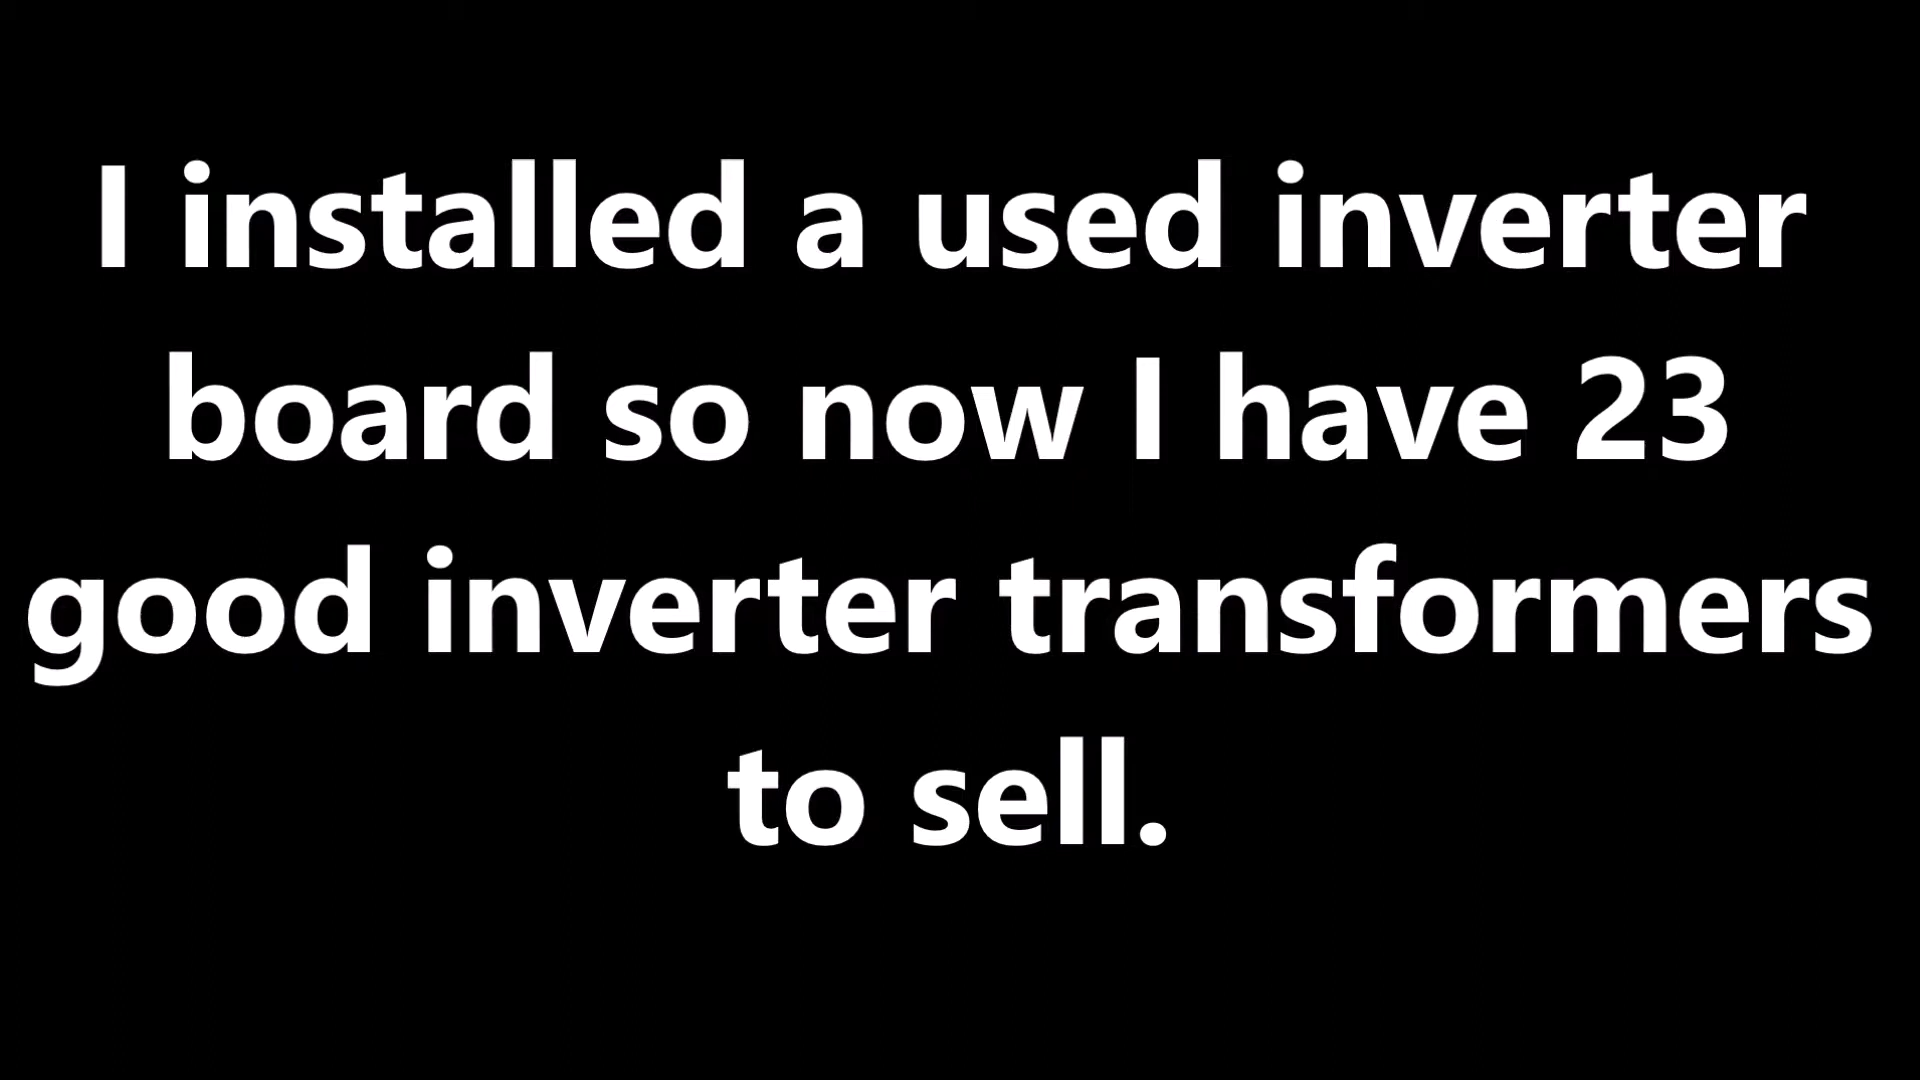 I installed a used inverter
board so now I have 23
good inverter transformers
to sell.